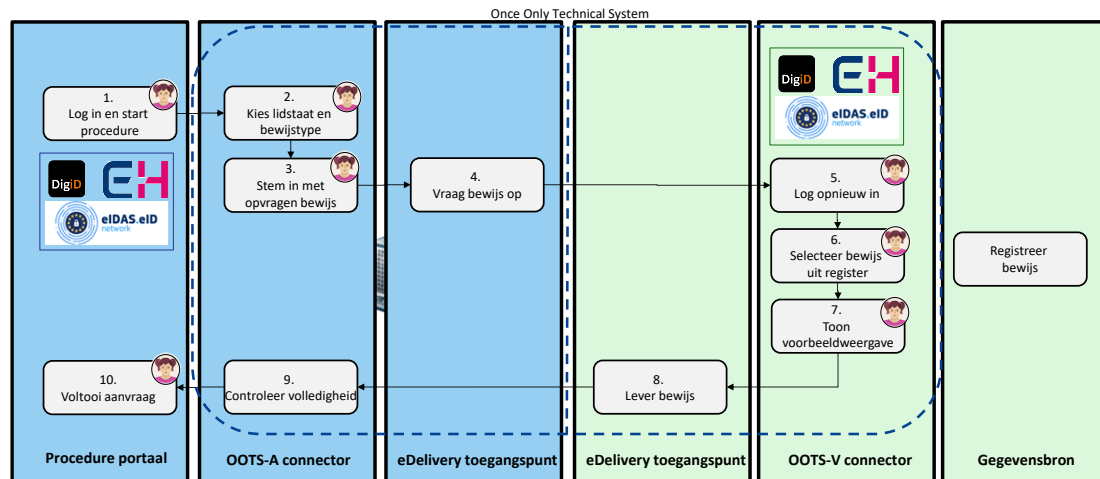 Once Only Technical System
1.
Log in en start
procedure
2.
Kies lidstaat en
bewijstype
3.
Stem in met
opvragen bewijs
4.
Vraag bewijs op
DigiD
EH
eIDAS.eID
network
5.
Log opnieuw in
6.
Selecteer bewijs
uit register
7.
Toon
voorbeeldweergave
Registreer
bewijs
DigiD
EH
eIDAS.eID
network
10.
Voltooi aanvraag
9.
Controleer volledigheid
8.
Lever bewijs
Procedure portaal
OOTS-A connector
eDelivery toegangspunt
eDelivery toegangspunt
OOTS-V connector
Gegevensbron